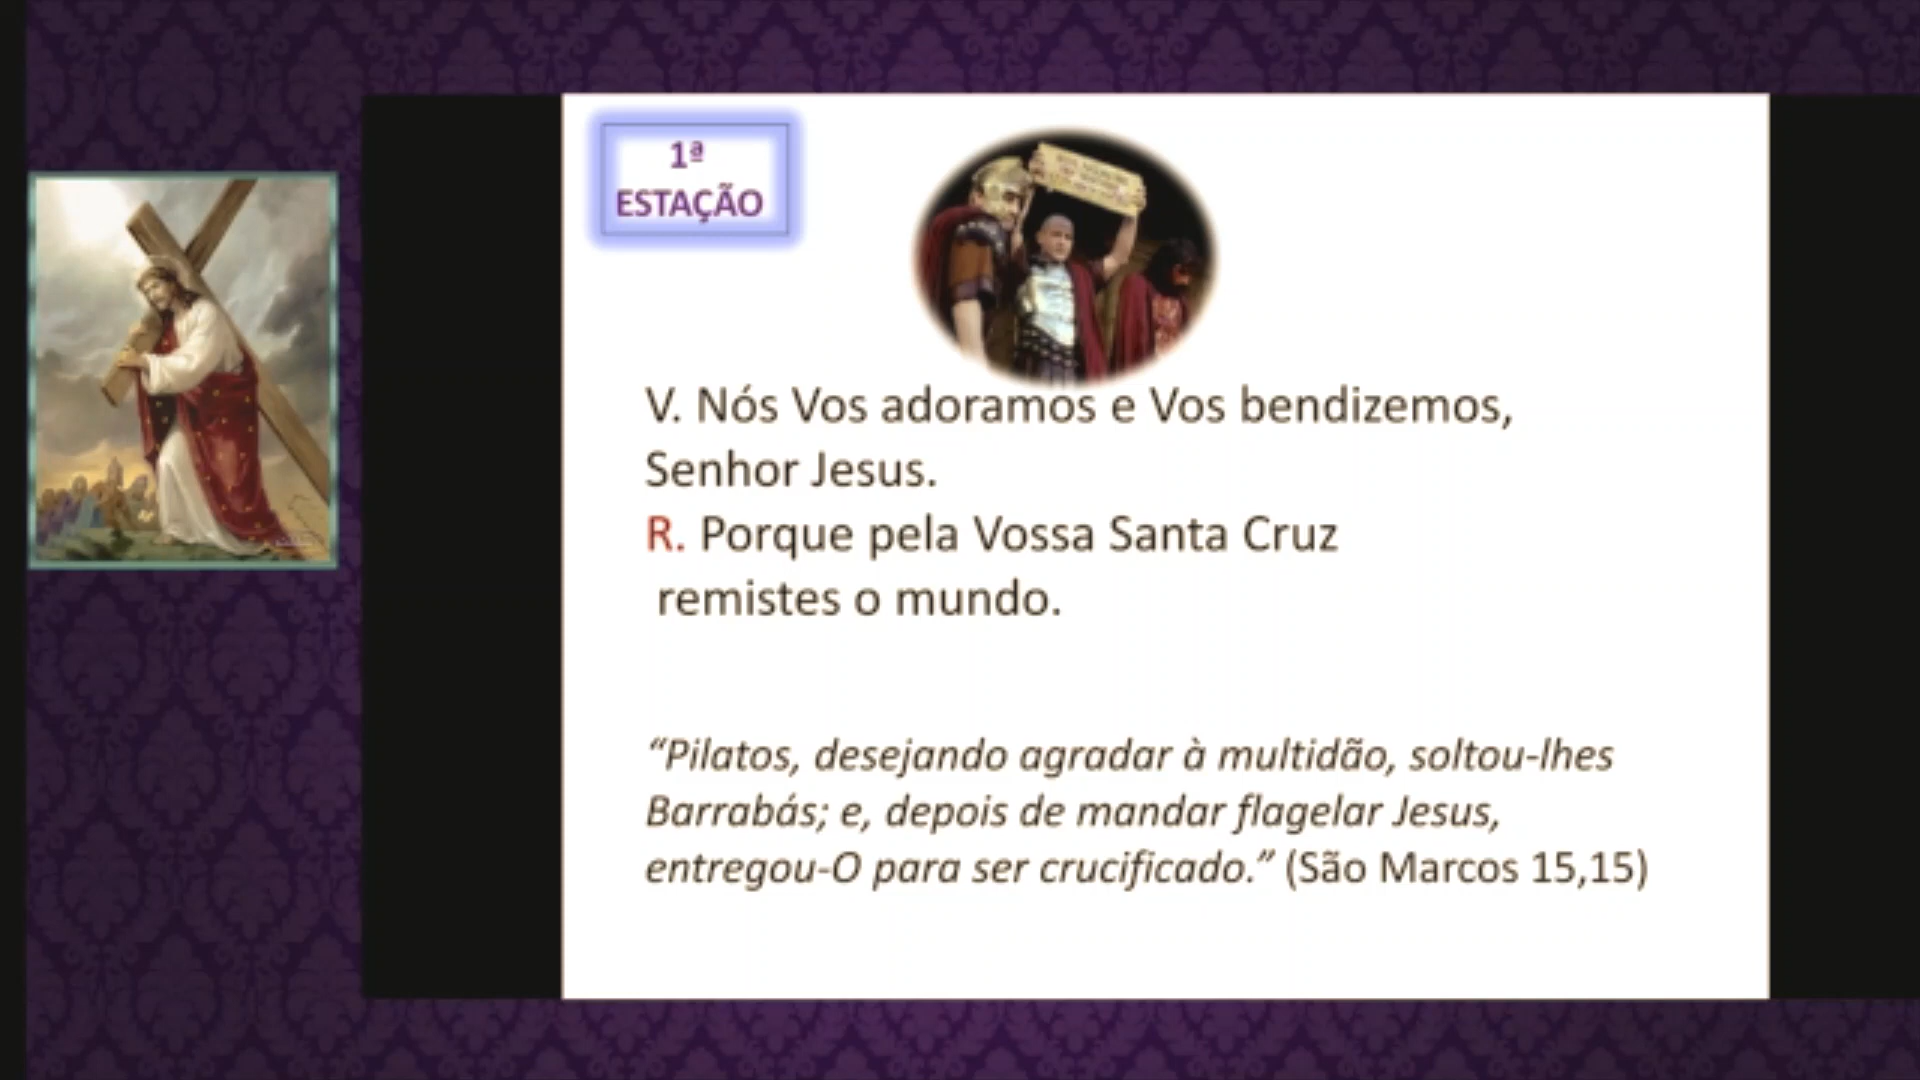 1ª
ESTAÇÃO
V. Nós Vos adoramos e Vos bendizemos,
Senhor Jesus.
R. Porque pela Vossa Santa Cruz
remistes o mundo.
“Pilatos, desejando agradar à multidão, soltou-lhes
Barrabás; e, depois de mandar flagelar Jesus,
entregou-O para ser crucificado.” (São Marcos 15,15)